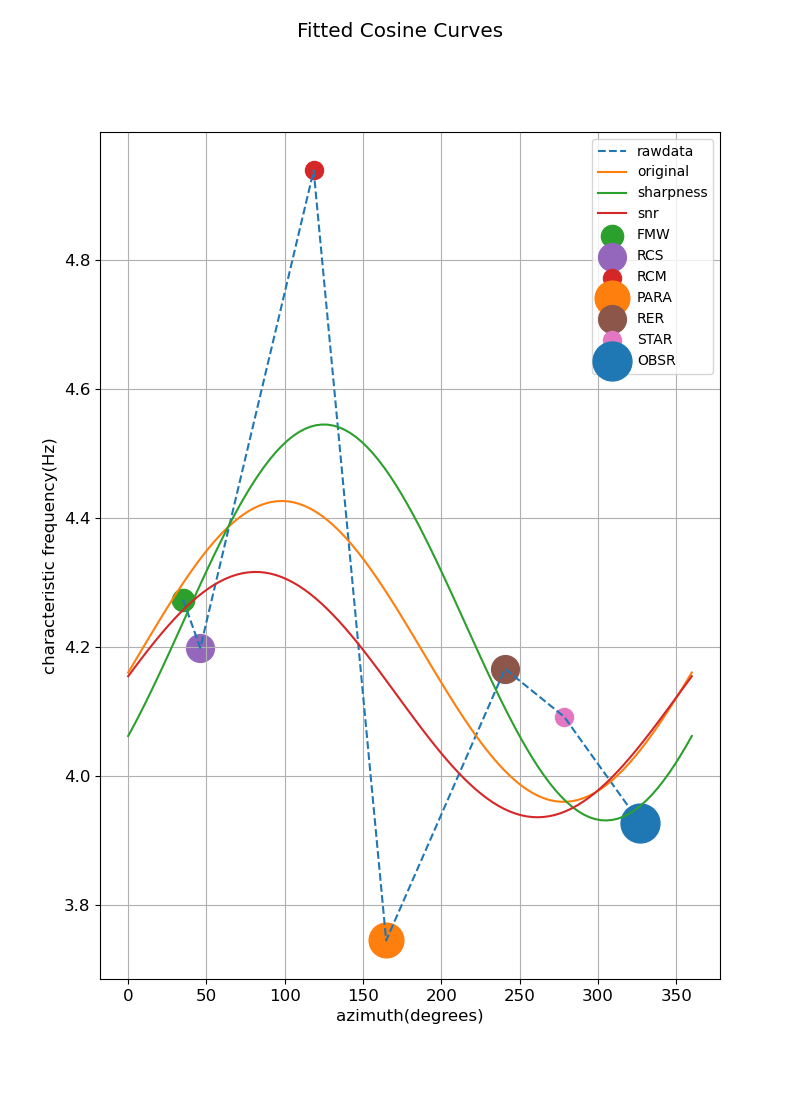 Fitted Cosine Curves
rawdata
original
sharpness
snr
FMW
RCS
RCM
PARA
RER
STAR
OBSR
characteristic frequency(Hz)
4.8
4.6
4.4
4.2
4.0
3.8
0 50 100 150 200 250 300 350
azimuth(degrees)